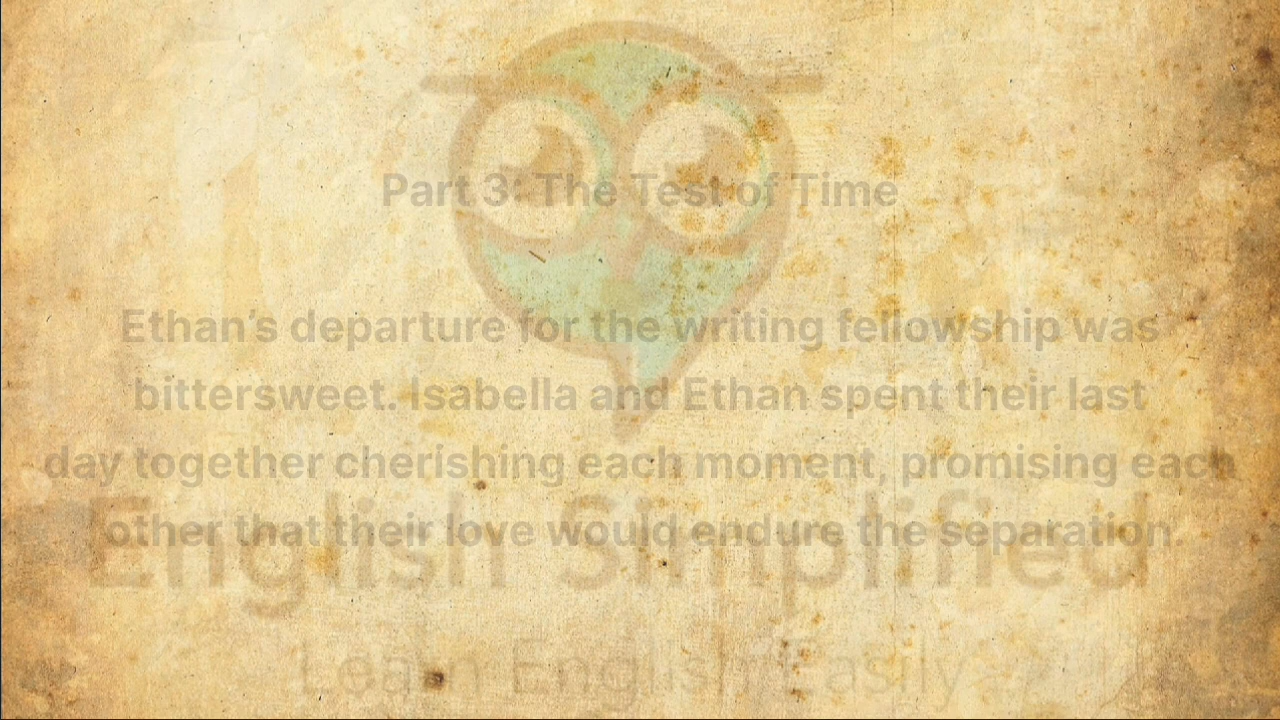 Part 3: The Test of Time
Ethan's departure for the writing fellowship was
bittersweet. Isabella and Ethan spent their last
day together cherishing each moment, promising each
other that their love would endure the separation
English Simplified
Learn English Easily